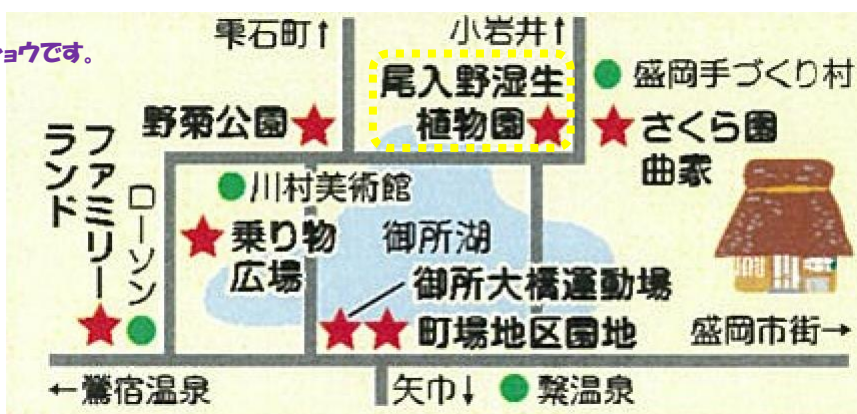 ョウです。
雫石町↑
小岩井↑
尾入野湿生
植物園
盛岡手づくり村
野菊公園
さくら園
曲家
ファミリー
ランド
ローソン
川村美術館
乗り物
広場
御所湖
御所大橋運動場
町場地区園地
盛岡市街→
←鶯宿温泉
矢巾↓
繋温泉